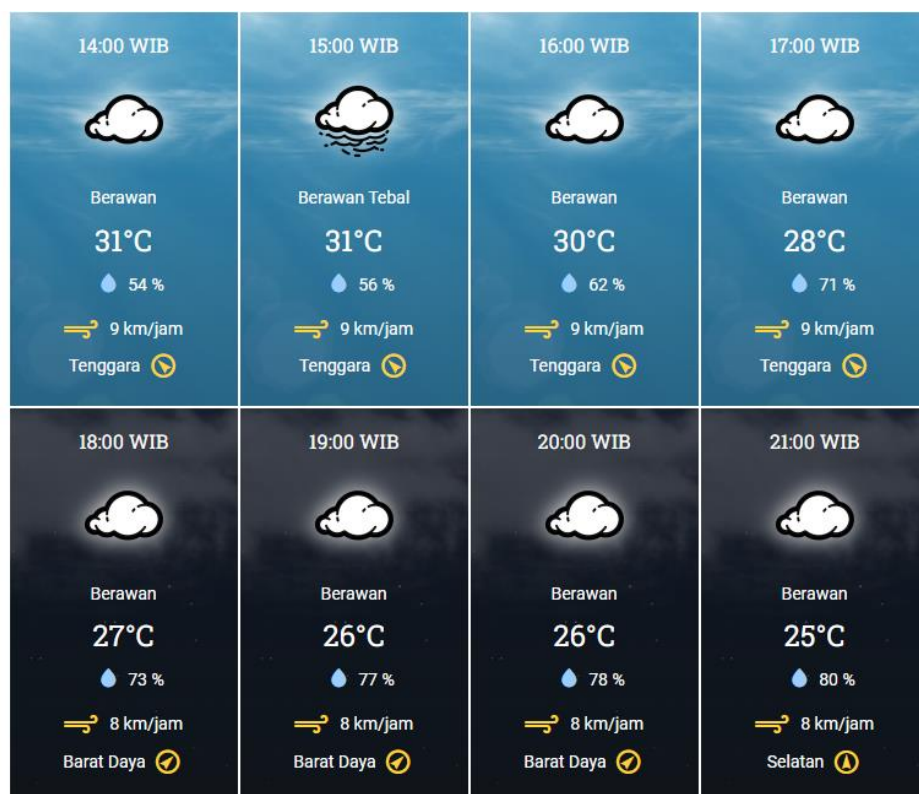 14:00 WIB
Berawan
31°C
54 %
9 km/jam
Tenggara
15:00 WIB
Berawan Tebal
31°C
56 %
9 km/jam
Tenggara
16:00 WIB
Berawan
30°C
62 %
9 km/jam
Tenggara
17:00 WIB
Berawan
28°C
71 %
9 km/jam
Tenggara
18:00 WIB
Berawan
27°C
73 %
8 km/jam
Barat Daya
19:00 WIB
Berawan
26°C
77 %
8 km/jam
Barat Daya
20:00 WIB
Berawan
26°C
78 %
8 km/jam
Barat Daya
21:00 WIB
Berawan
25°C
80 %
8 km/jam
Selatan